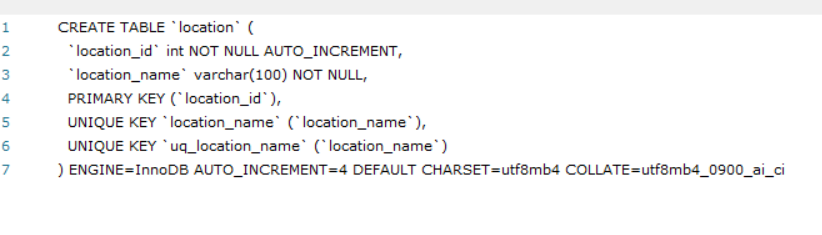 1 CREATE TABLE `location` (
2 `location_id` int NOT NULL AUTO_INCREMENT,
3 `location_name` varchar(100) NOT NULL,
4 PRIMARY KEY (`location_id`),
5 UNIQUE KEY `location_name` (`location_name`),
6 UNIQUE KEY `uq_location_name` (`location_name`)
7 ) ENGINE=InnoDB AUTO_INCREMENT=4 DEFAULT CHARSET=utf8mb4 COLLATE=utf8mb4_0900_ai_ci